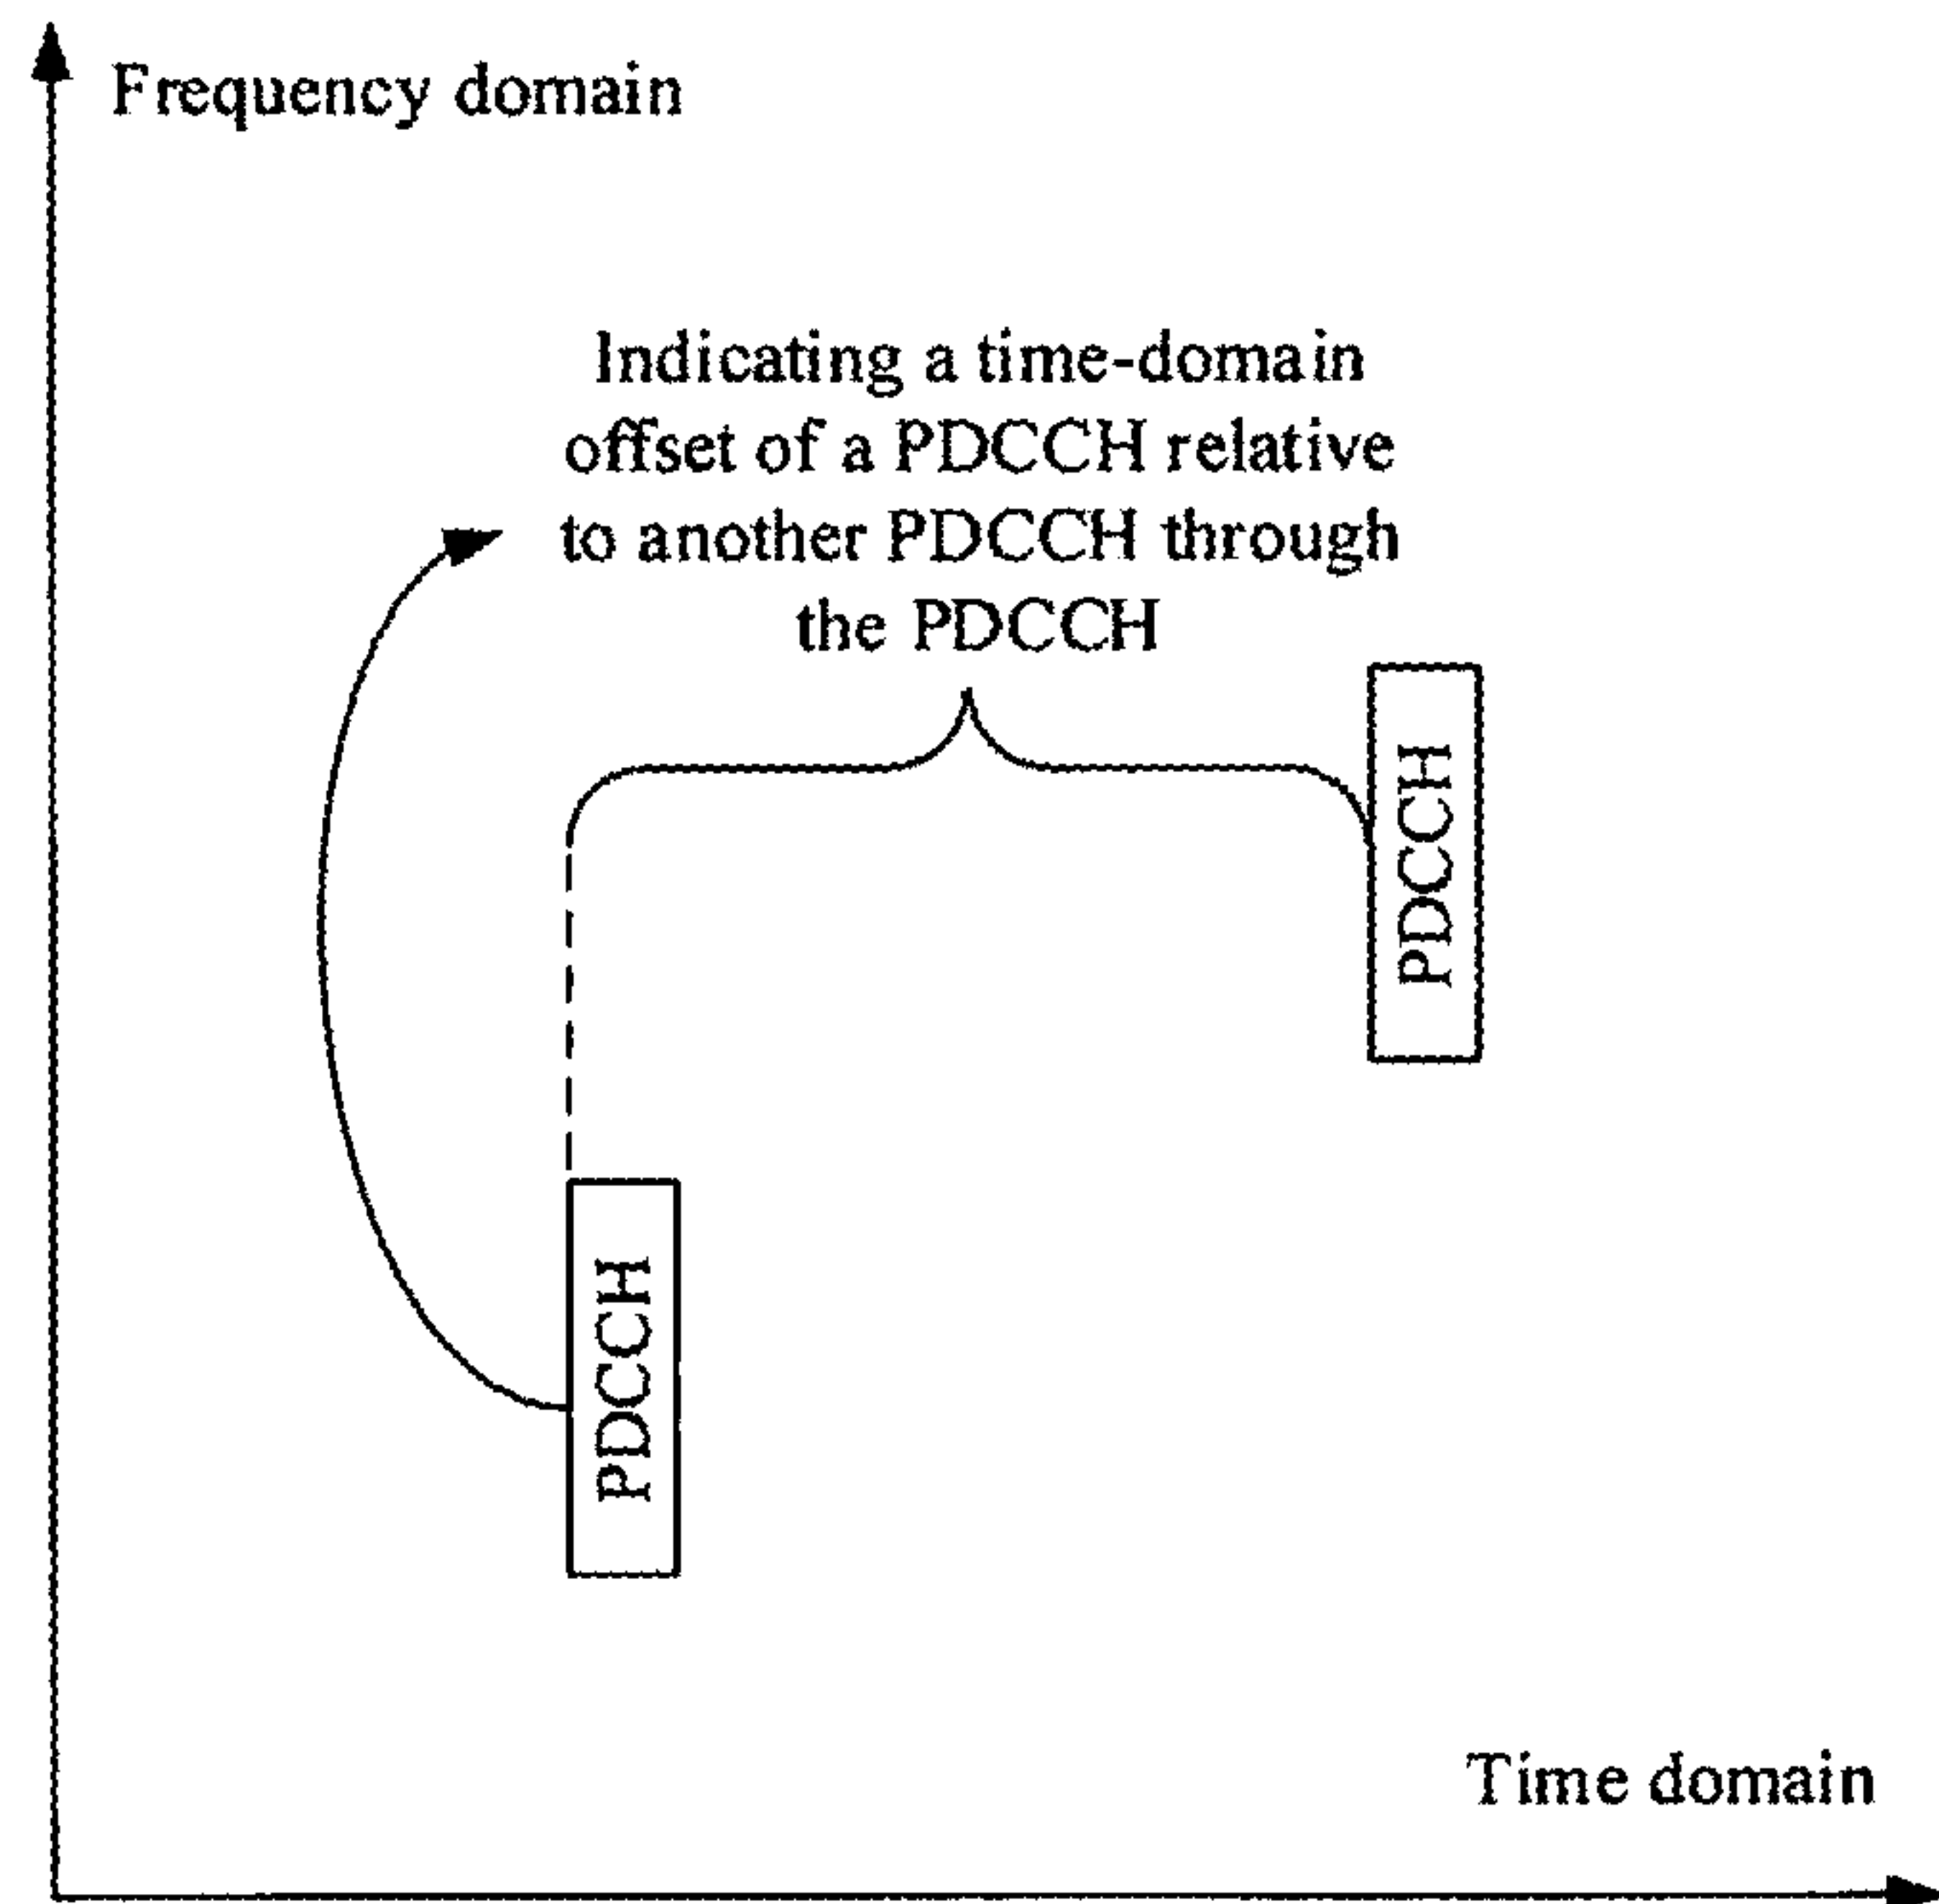 Frequency domain
Indicating a time-domain
offset of a PDCCH relative
to another PDCCH through
the PDCCH
PDCCH
PDCCH
Time domain